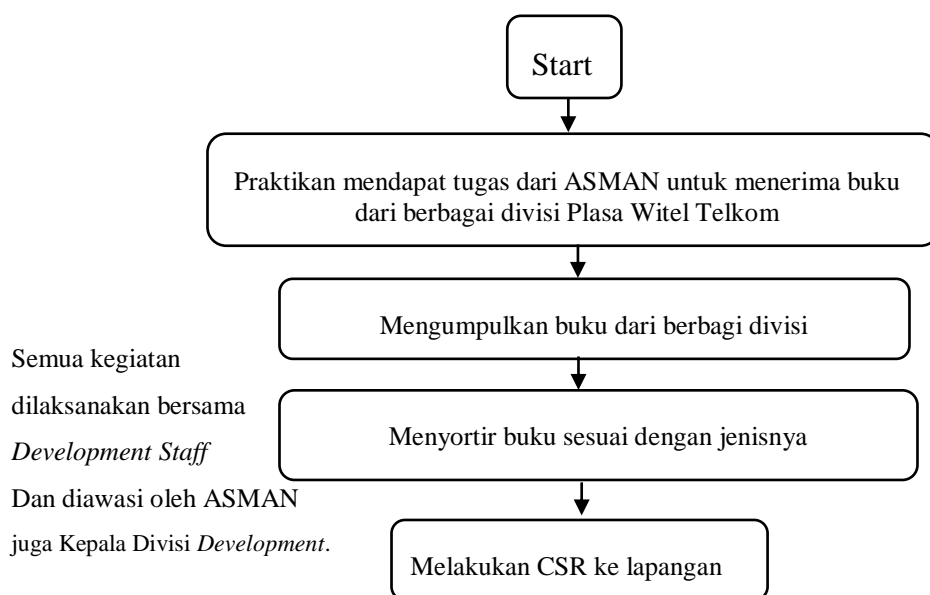 Start
Praktikan mendapat tugas dari ASMAN untuk menerima buku
dari berbagai divisi Plasa Witel Telkom
Mengumpulkan buku dari berbagi divisi
Semua kegiatan
dilaksanakan bersama
Development Staff
Dan diawasi oleh ASMAN
juga Kepala Divisi Development.
Menyortir buku sesuai dengan jenisnya
Melakukan CSR ke lapangan